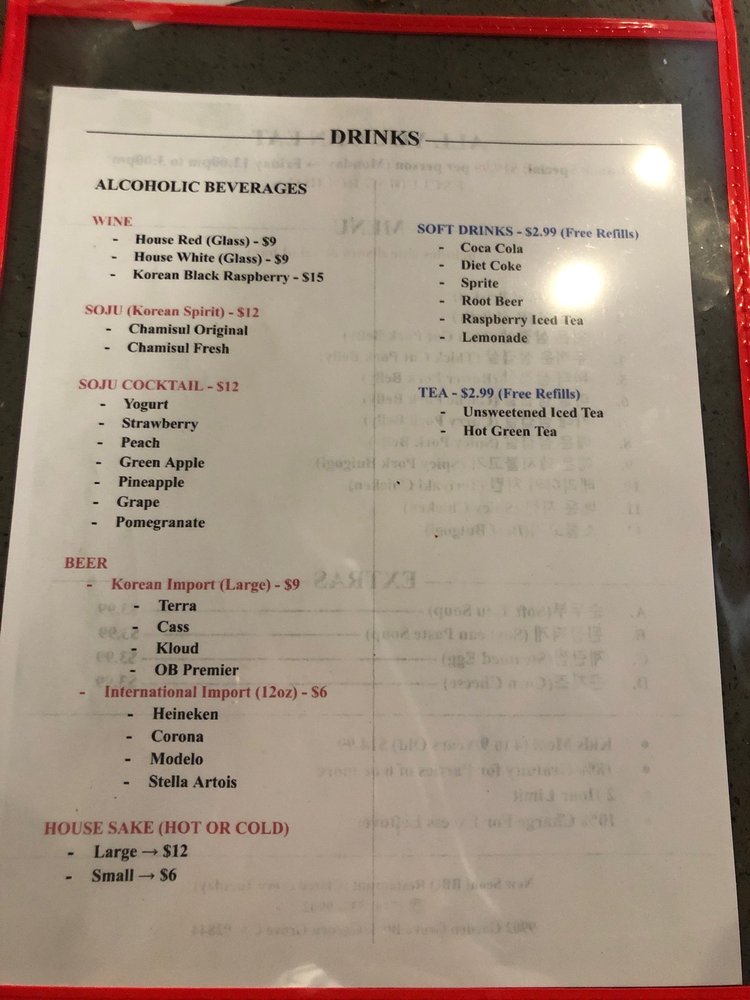 DRINKS
ALCOHOLIC BEVERAGES
WINE
- House Red (Glass) - $9
- House White (Glass) - $9
- Korean Black Raspberry - $15
SOJU (Korean Spirit) - $12
- Chamisul Original
- Chamisul Fresh
SOJU COCKTAIL - $12
- Yogurt
- Strawberry
- Peach
- Green Apple
- Pineapple
- Grape
- Pomegranate
BEER
- Korean Import (Large) - $9
- Terra
- Cass
- Kloud
- OB Premier
- International Import (12oz) - $6
- Heineken
- Corona
- Modelo
- Stella Artois
HOUSE SAKE (HOT OR COLD)
- Large → $12
- Small → $6
SOFT DRINKS - $2.99 (Free Refills)
- Coca Cola
- Diet Coke
- Sprite
- Root Beer
- Raspberry Iced Tea
- Lemonade
TEA - $2.99 (Free Refills)
- Unsweetened Iced Tea
- Hot Green Tea